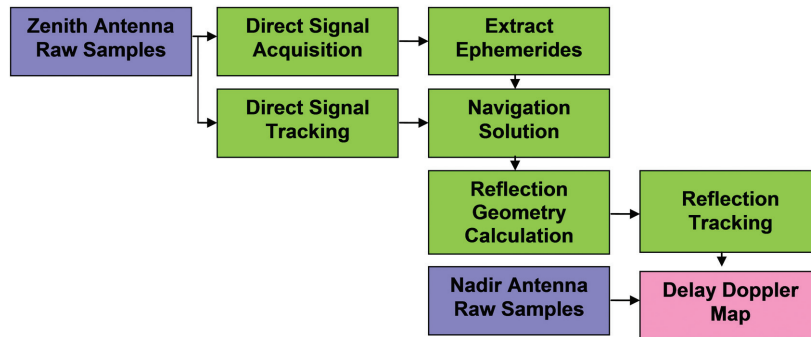 Zenith Antenna
Raw Samples
Direct Signal
Acquisition
Extract
Ephemerides
Direct Signal
Tracking
Navigation
Solution
Reflection
Geometry
Calculation
Reflection
Tracking
Nadir Antenna
Raw Samples
Delay Doppler
Map